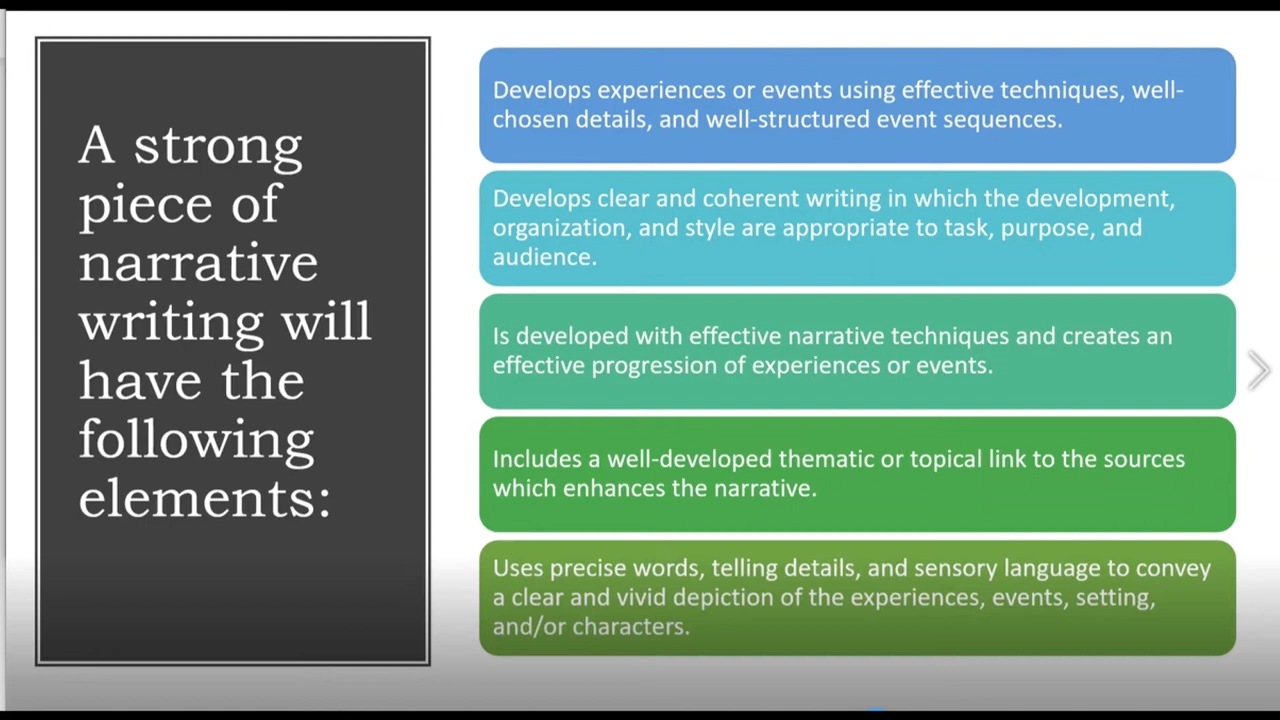 A strong
piece of
narrative
writing will
have the
following
elements:
Develops experiences or events using effective techniques, well-
chosen details, and well-structured event sequences.
Develops clear and coherent writing in which the development,
organization, and style are appropriate to task, purpose, and
audience.
Is developed with effective narrative techniques and creates an
effective progression of experiences or events.
Includes a well-developed thematic or topical link to the sources
which enhances the narrative.
Uses precise words, telling details, and sensory language to convey
a clear and vivid depiction of the experiences, events, setting,
and/or characters.